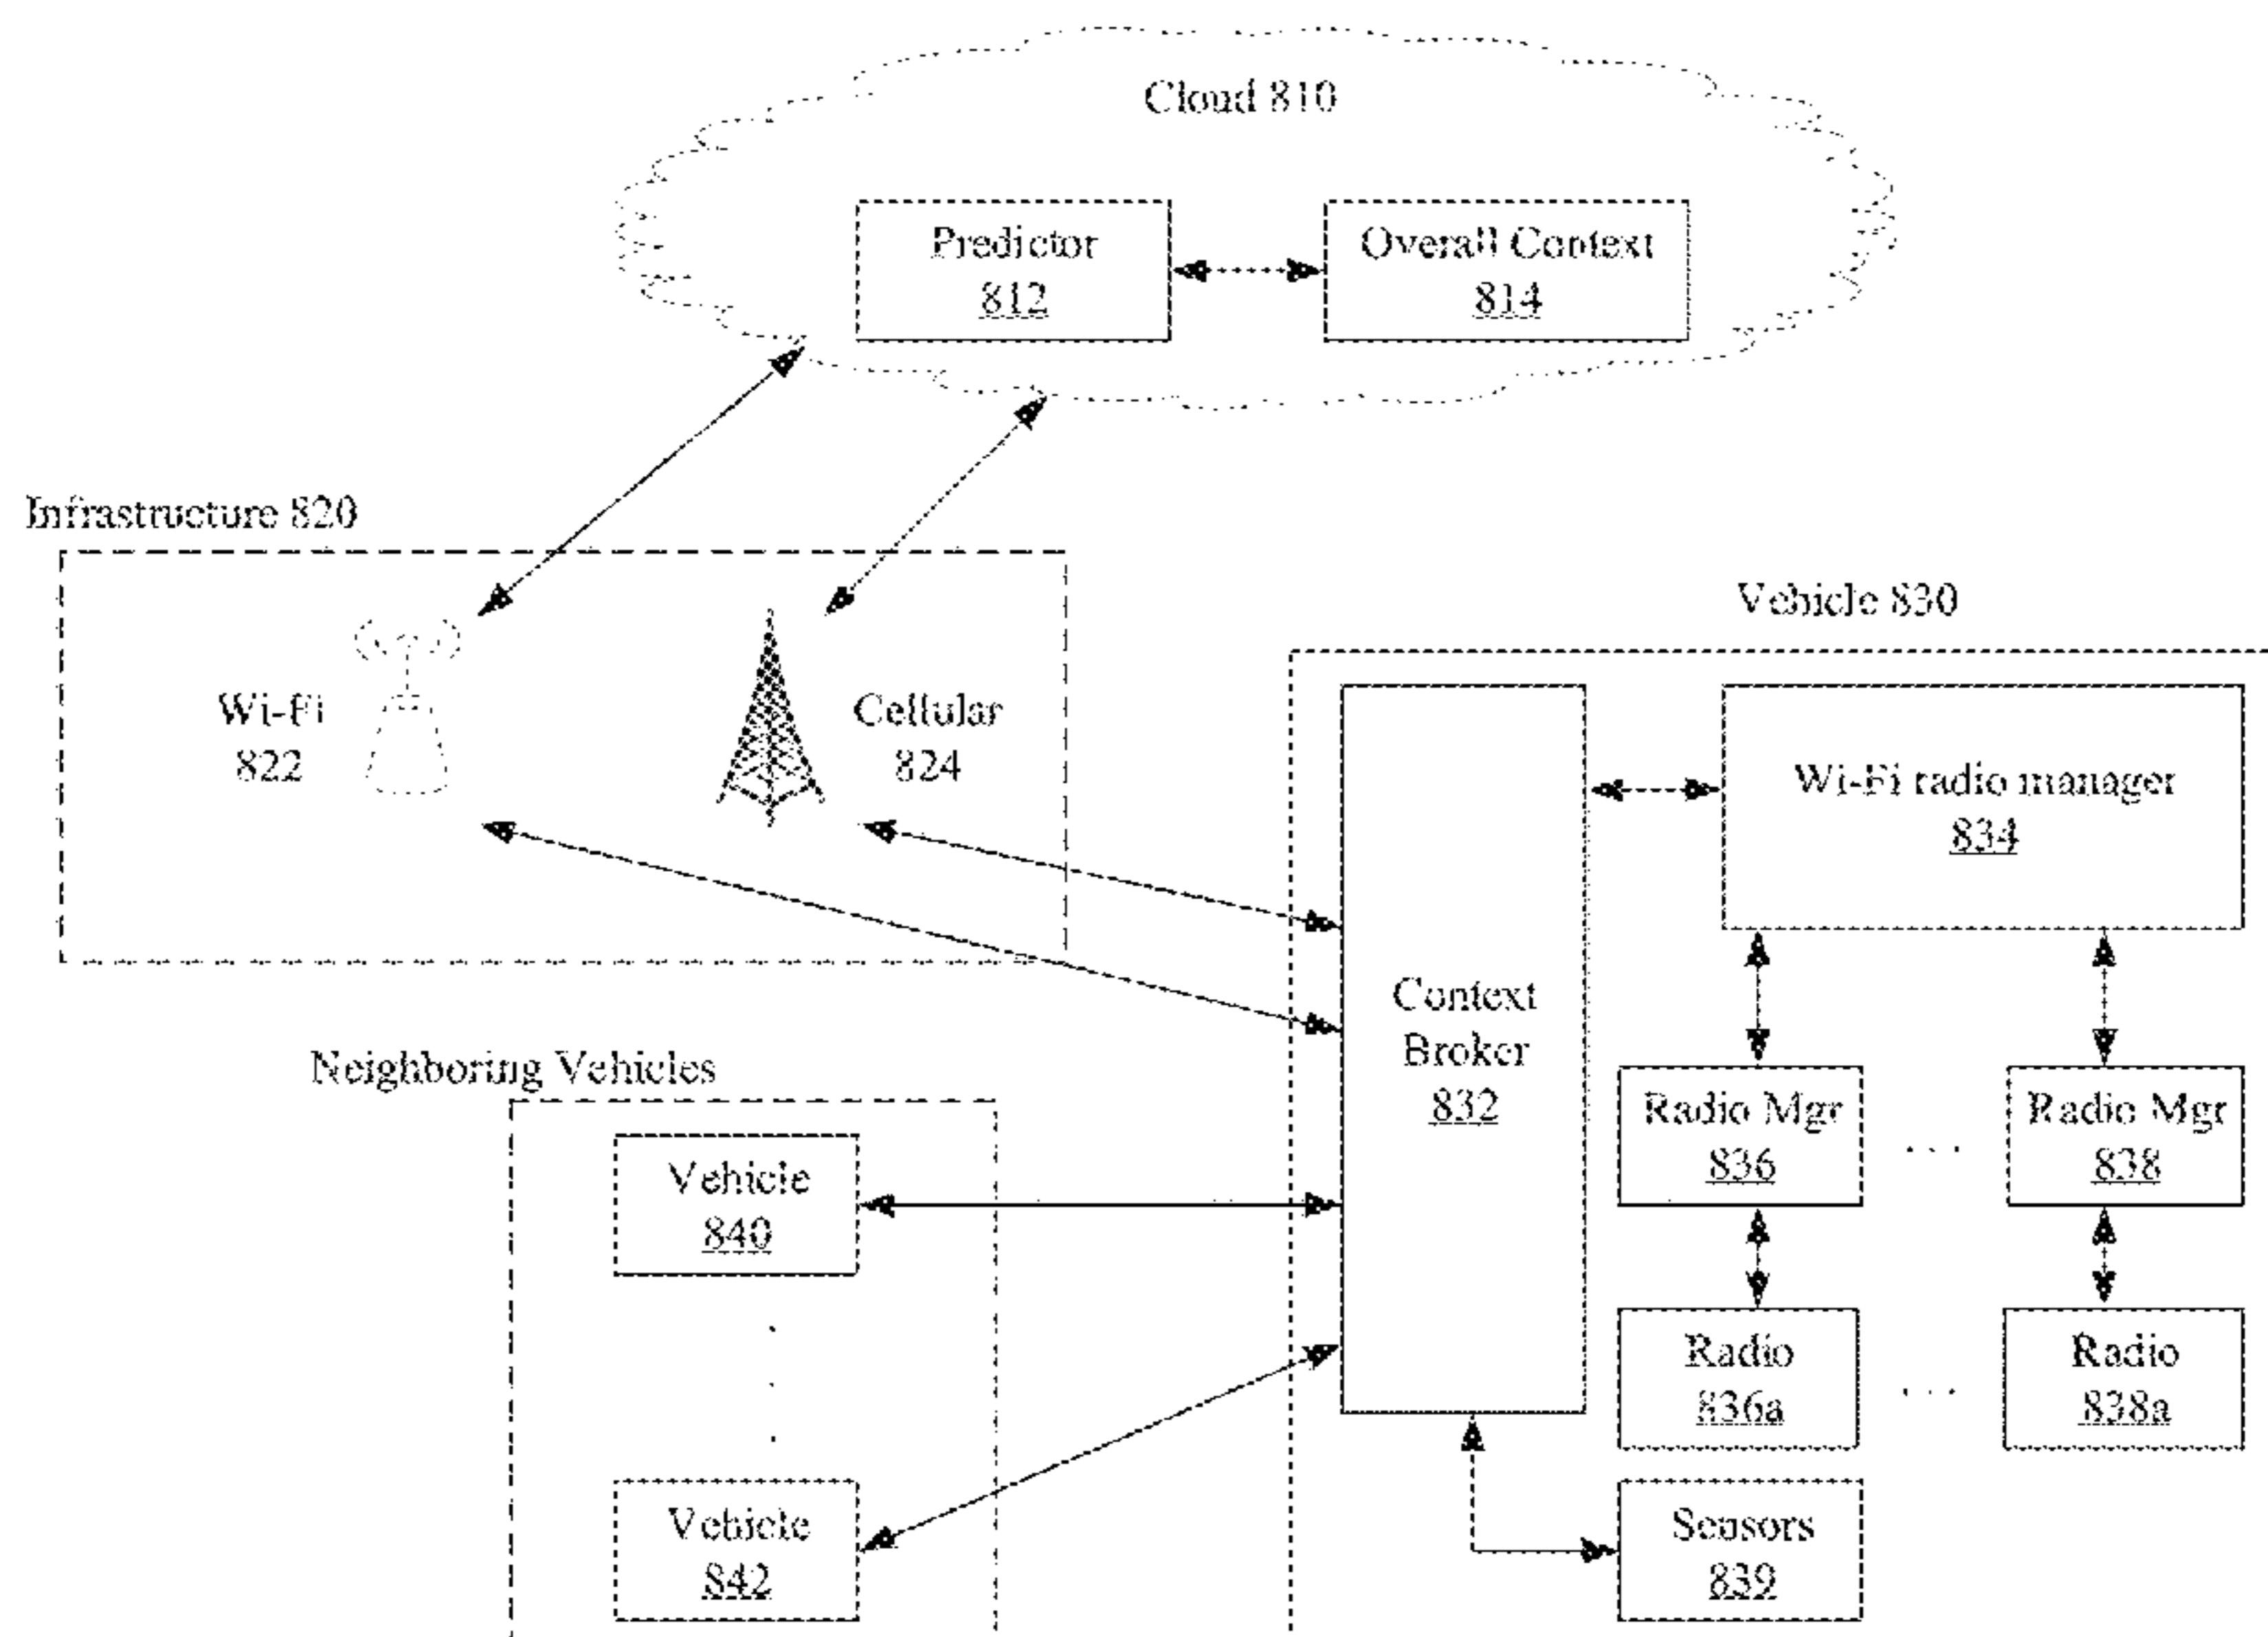 Cloud 810
Predictor
812
Overall Context
814
Infrastructure 820
Wi-Fi
822
Cellular
824
Vehicle 830
Context
Broker
832
Wi-Fi radio manager
834
Radio Mgr
836
. . .
Radio Mgr
838
Radio
836a
. . .
Radio
838a
Sensors
839
Neighboring Vehicles
Vehicle
840
Vehicle
842